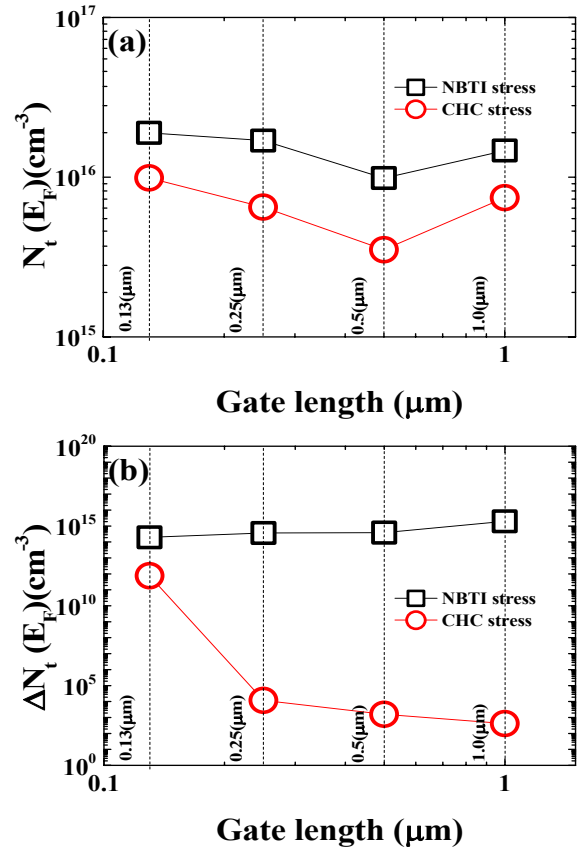 (a)
10^17
10^16
10^15
N_t (E_F)(cm^-3)
NBTI stress
CHC stress
0.13(μm)
0.25(μm)
0.5(μm)
1.0(μm)
0.1
1
Gate length (μm)
(b)
10^20
10^15
10^10
10^5
10^0
ΔN_t (E_F)(cm^-3)
NBTI stress
CHC stress
0.13(μm)
0.25(μm)
0.5(μm)
1.0(μm)
0.1
1
Gate length (μm)